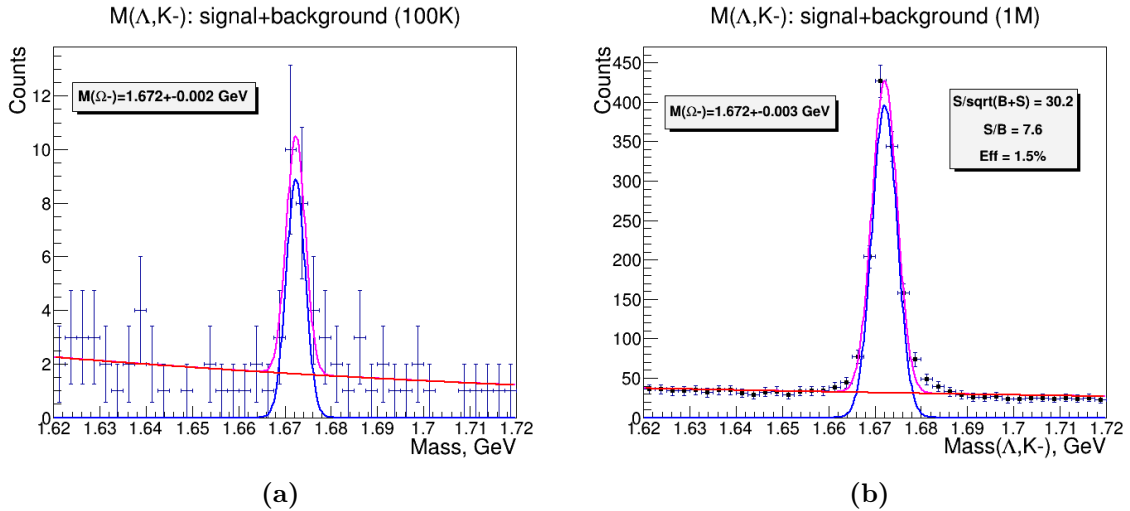 M(Λ,K-): signal+background (100K)
Counts
M(Ω-)=1.672+-0.002 GeV
12
10
8
6
4
2
0
1.62 1.63 1.64 1.65 1.66 1.67 1.68 1.69 1.7 1.71 1.72
Mass, GeV
(a)
M(Λ,K-): signal+background (1M)
Counts
M(Ω-)=1.672+-0.003 GeV
S/sqrt(B+S) = 30.2
S/B = 7.6
Eff = 1.5%
450
400
350
300
250
200
150
100
50
0
1.62 1.63 1.64 1.65 1.66 1.67 1.68 1.69 1.7 1.71 1.72
Mass(Λ,K-), GeV
(b)